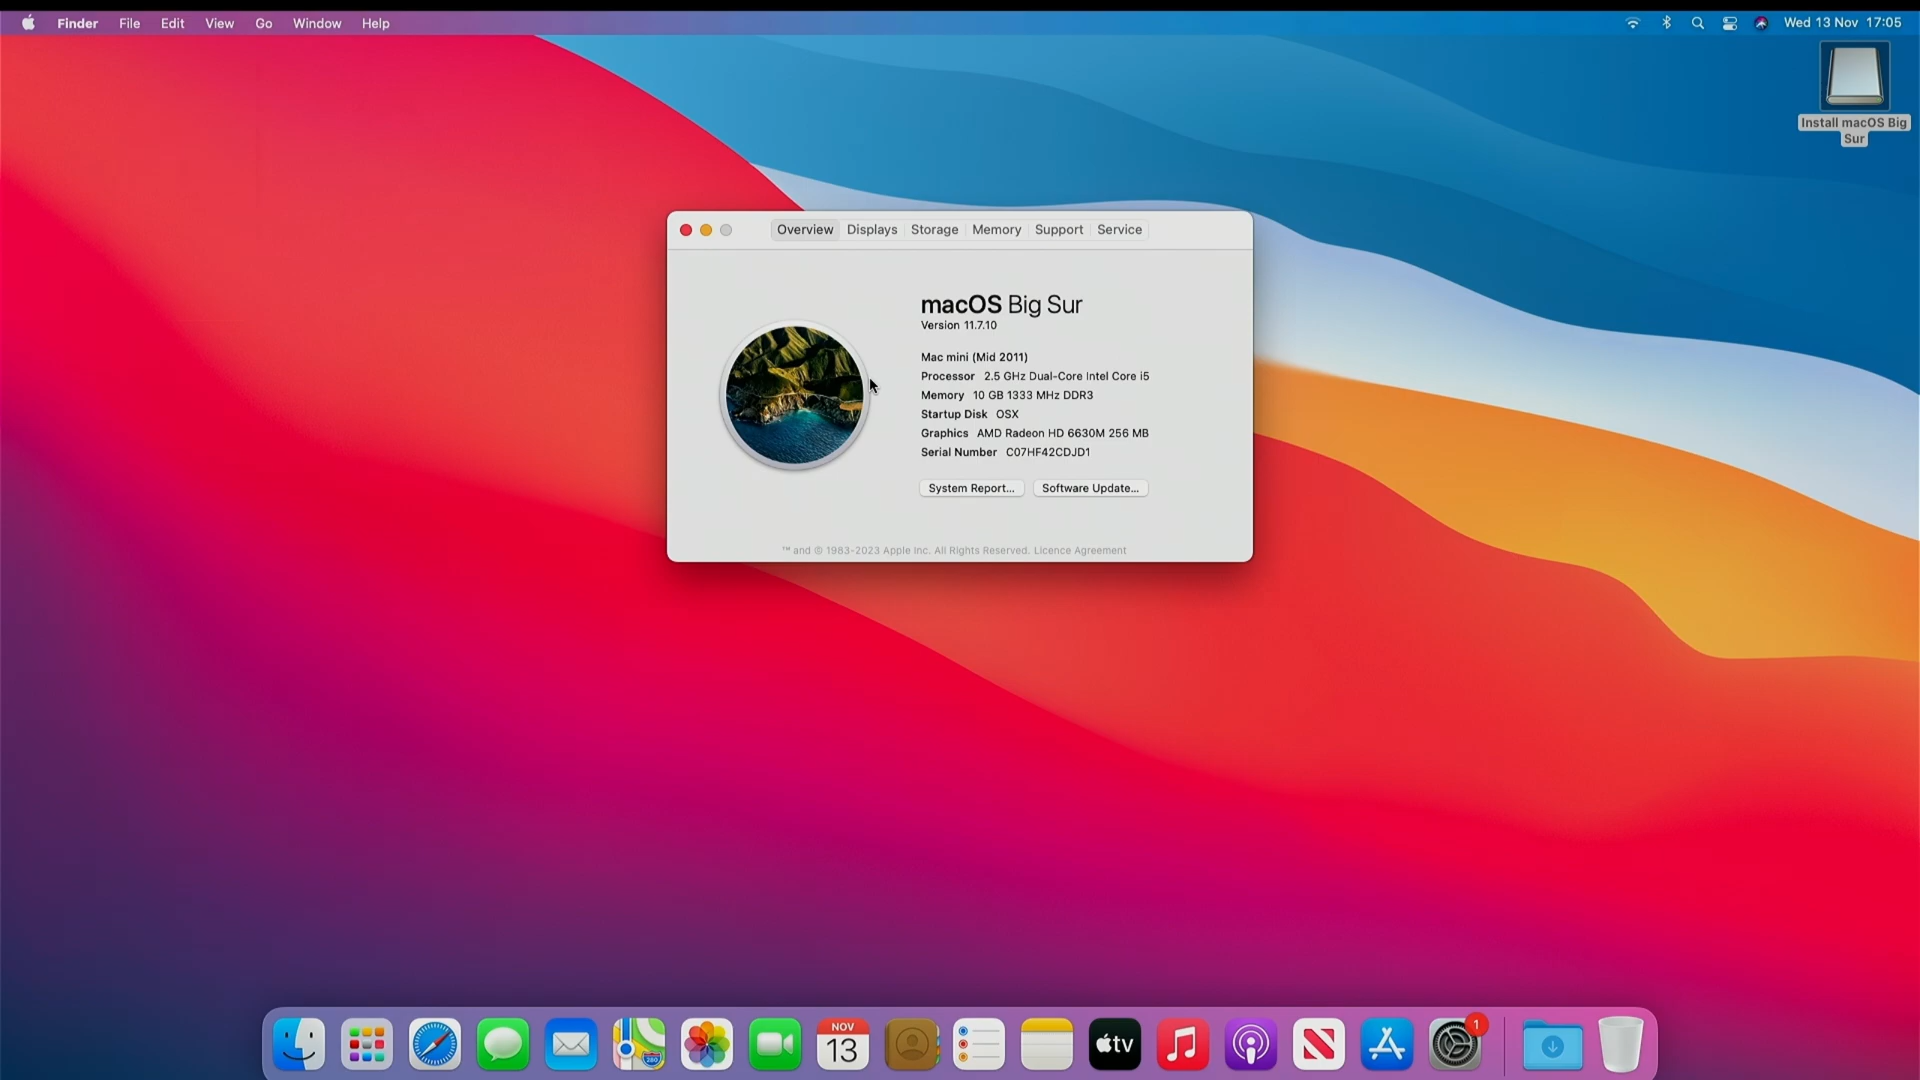 Finder File Edit View Go Window Help Wed 13 Nov 17:05
Install macOS Big
Sur
Overview Displays Storage Memory Support Service
macOS Big Sur
Version 11.7.10
Mac mini (Mid 2011)
Processor 2.5 GHz Dual-Core Intel Core i5
Memory 10 GB 1333 MHz DDR3
Startup Disk OSX
Graphics AMD Radeon HD 6630M 256 MB
Serial Number C07HF42CDJD1
System Report... Software Update...
™ and © 1983-2023 Apple Inc. All Rights Reserved. Licence Agreement
NOV
13
280
tv
1